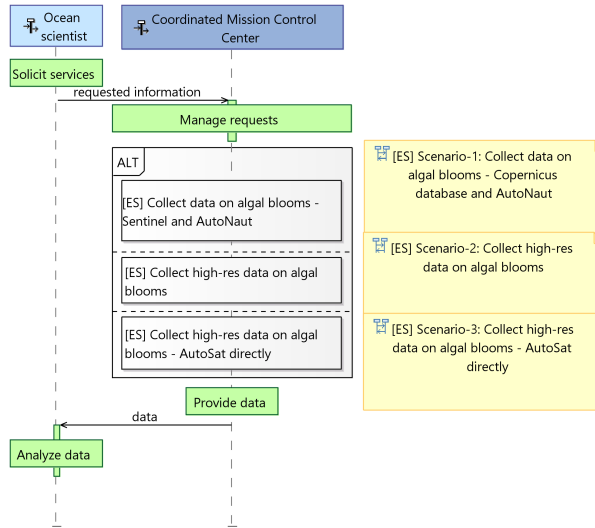 Ocean
scientist
Coordinated Mission Control
Center
Solicit services
requested information
Manage requests
ALT
[ES] Collect data on algal blooms -
Sentinel and AutoNaut
[ES] Collect high-res data on algal
blooms
[ES] Collect high-res data on algal
blooms - AutoSat directly
[ES] Scenario-1: Collect data on
algal blooms - Copernicus
database and AutoNaut
[ES] Scenario-2: Collect high-res
data on algal blooms
[ES] Scenario-3: Collect high-res
data on algal blooms - AutoSat
directly
Provide data
data
Analyze data